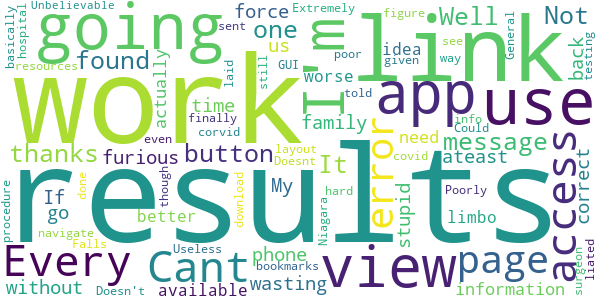 Unbelievable
going
force
Extremely
figure
Well
Not
basically
hospital
sent
one
us
poor
idea
see
General
testing
back
link
I'm
GUI
still
given
way
resources
found
actually
worse
laid
told
work
app
use
time
finally
corvid
family
even
error
info
Could
message
thanks
furious
button
It
need
layout
Doesnt
covid
ateast
access
correct
results
procedure
If
go
though
done
My
better
download
hard
Niagara
stupid
Poorly
limbo
navigate
Falls
Useless
phone
Every
Cant
view
page
liated
surgeon
bookmarks
without
Doesn't
available
wasting
information